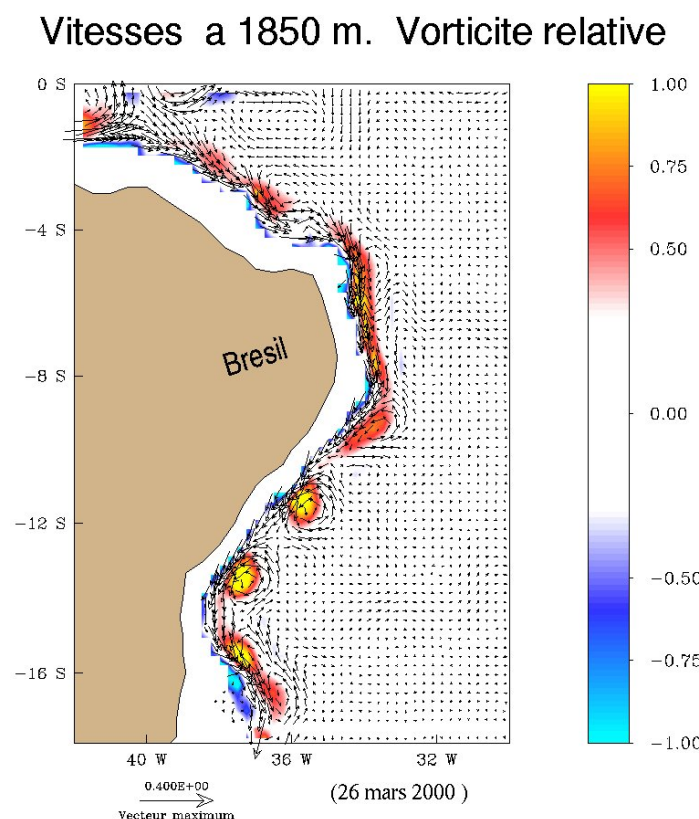 Vitesses a 1850 m. Vorticite relative
0 S
-4 S
-8 S
-12 S
-16 S
Bresil
1.00
0.75
0.50
0.00
-0.50
-0.75
-1.00
40 W 36 W 32 W
0.400E+00
Vecteur maximum
(26 mars 2000 )